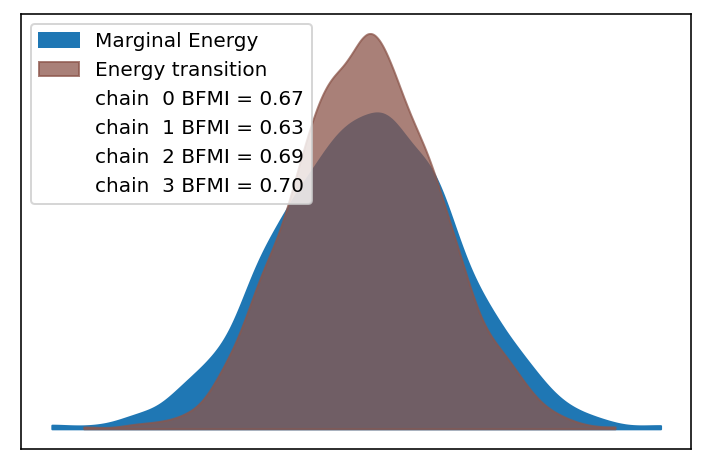 Marginal Energy
Energy transition
chain  0 BFMI = 0.67
chain  1 BFMI = 0.63
chain  2 BFMI = 0.69
chain  3 BFMI = 0.70